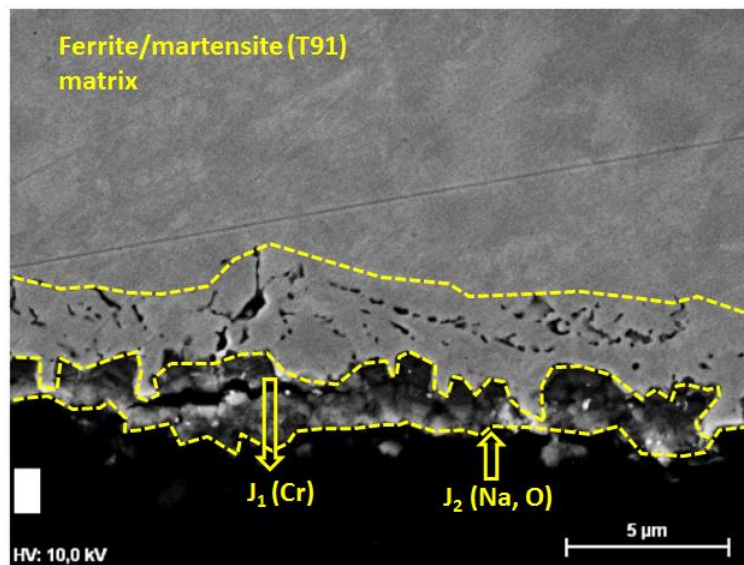 Ferrite/martensite (T91)
matrix
J₁ (Cr)
J₂ (Na, O)
5 µm
HV: 10,0 kV